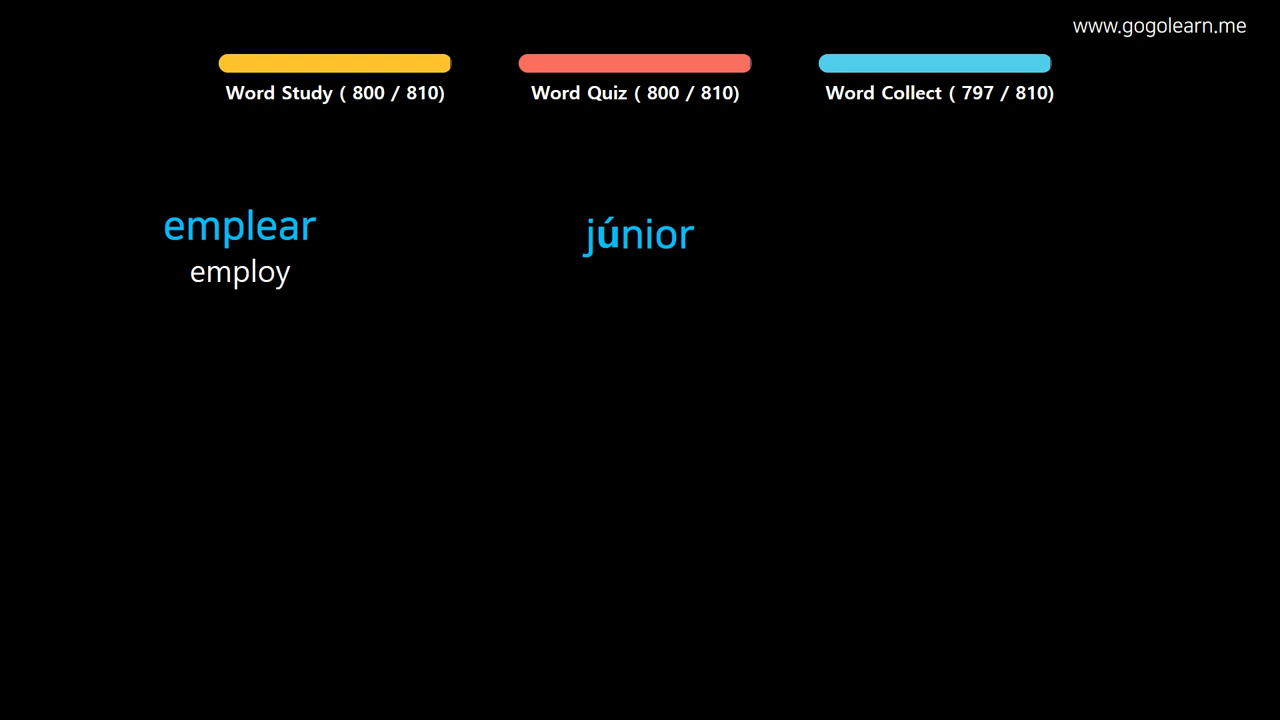 www.gogolearn.me
Word Study ( 800 / 810)
Word Quiz ( 800 / 810)
Word Collect ( 797 / 810)
emplear
employ
júnior